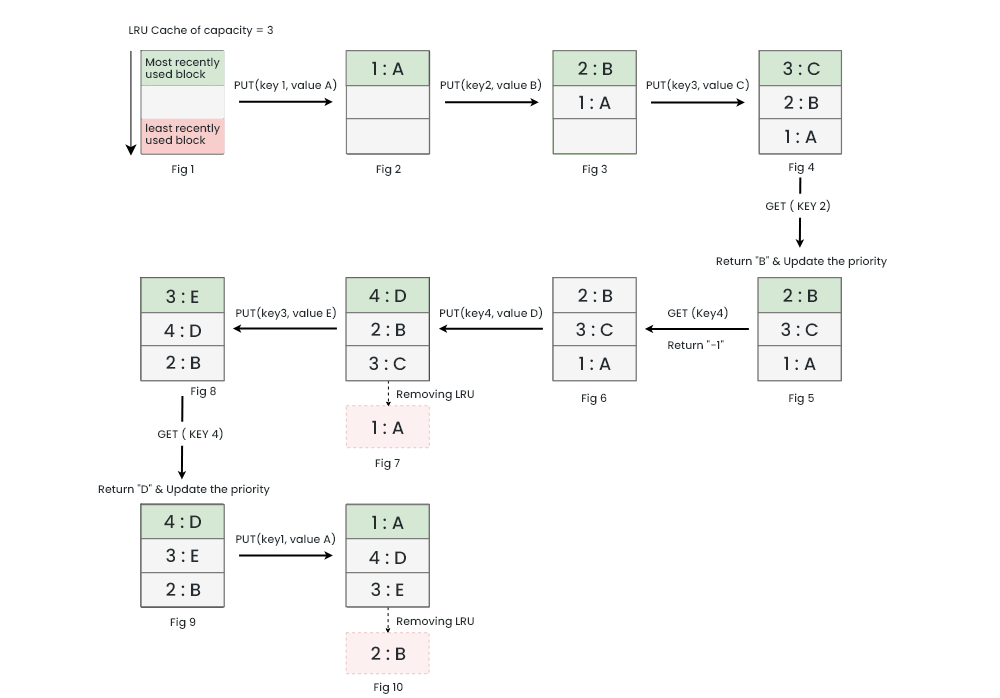 LRU Cache of capacity = 3
Most recently
used block
least recently
used block
Fig 1
PUT(key 1, value A)
1 : A
Fig 2
PUT(key2, value B)
2 : B
1 : A
Fig 3
PUT(key3, value C)
3 : C
2 : B
1 : A
Fig 4
GET ( KEY 2)
Return "B" & Update the priority
2 : B
3 : C
1 : A
Fig 5
GET (Key4)
Return "-1"
2 : B
3 : C
1 : A
Fig 6
PUT(key4, value D)
4 : D
2 : B
3 : C
Removing LRU
1 : A
Fig 7
PUT(key3, value E)
3 : E
4 : D
2 : B
Fig 8
GET ( KEY 4)
Return "D" & Update the priority
4 : D
3 : E
2 : B
Fig 9
PUT(key1, value A)
1 : A
4 : D
3 : E
Removing LRU
2 : B
Fig 10